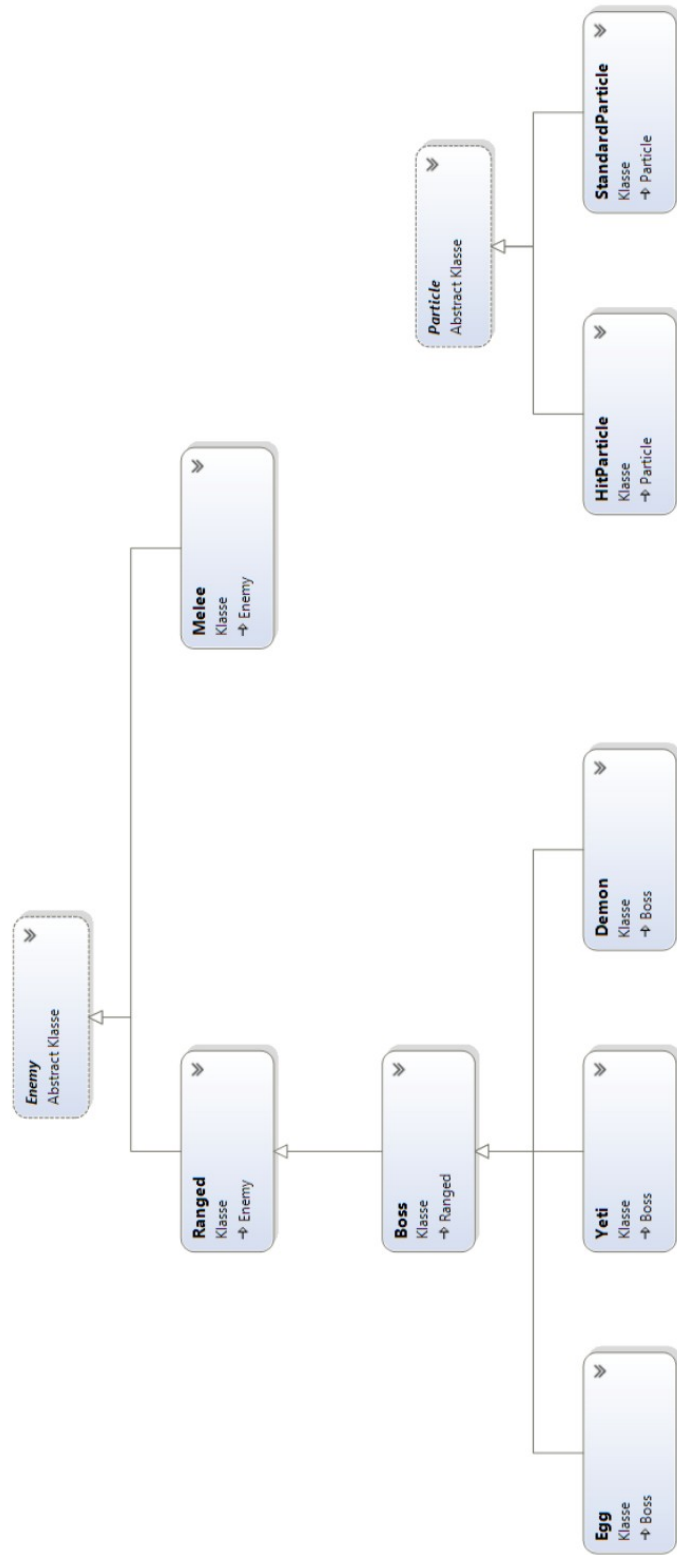 Enemy
Abstract Klasse
Ranged
Klasse
Enemy
Melee
Klasse
Enemy
Boss
Klasse
Ranged
Particle
Abstract Klasse
Egg
Klasse
Boss
Yeti
Klasse
Boss
Demon
Klasse
Boss
HitParticle
Klasse
Particle
StandardParticle
Klasse
Particle